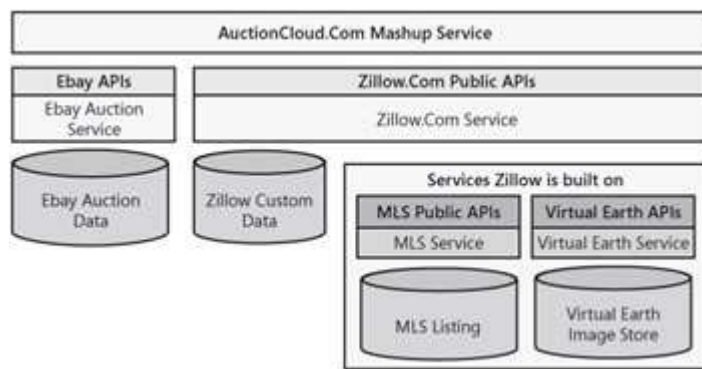 AuctionCloud.Com Mashup Service
Ebay APIs
Zillow.Com Public APIs
Ebay Auction
Service
Zillow.Com Service
Ebay Auction
Data
Zillow Custom
Data
Services Zillow is built on
MLS Public APIs
Virtual Earth APIs
MLS Service
Virtual Earth Service
MLS Listing
Virtual Earth
Image Store